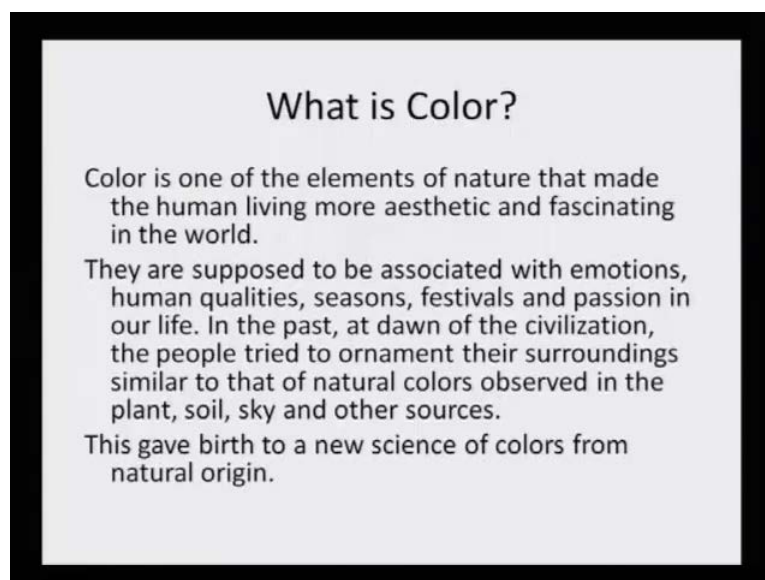 What is Color?
Color is one of the elements of nature that made
the human living more aesthetic and fascinating
in the world.
They are supposed to be associated with emotions,
human qualities, seasons, festivals and passion in
our life. In the past, at dawn of the civilization,
the people tried to ornament their surroundings
similar to that of natural colors observed in the
plant, soil, sky and other sources.
This gave birth to a new science of colors from
natural origin.